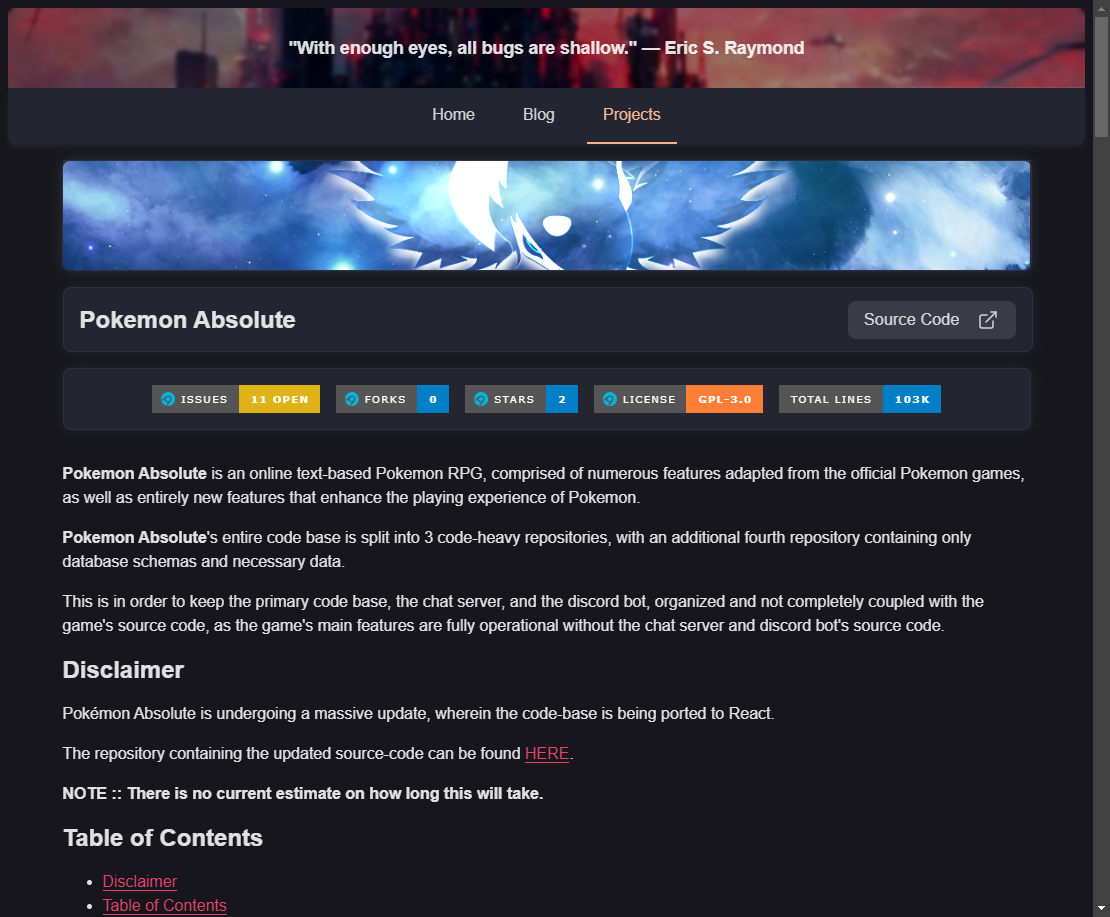 "With enough eyes, all bugs are shallow." — Eric S. Raymond
Home Blog Projects
Pokemon Absolute
Source Code
ISSUES 11 OPEN FORKS 0 STARS 2 LICENSE GPL-3.0 TOTAL LINES 103K
Pokemon Absolute is an online text-based Pokemon RPG, comprised of numerous features adapted from the official Pokemon games,
as well as entirely new features that enhance the playing experience of Pokemon.
Pokemon Absolute's entire code base is split into 3 code-heavy repositories, with an additional fourth repository containing only
database schemas and necessary data.
This is in order to keep the primary code base, the chat server, and the discord bot, organized and not completely coupled with the
game's source code, as the game's main features are fully operational without the chat server and discord bot's source code.
Disclaimer
Pokémon Absolute is undergoing a massive update, wherein the code-base is being ported to React.
The repository containing the updated source-code can be found HERE.
NOTE :: There is no current estimate on how long this will take.
Table of Contents
• Disclaimer
• Table of Contents